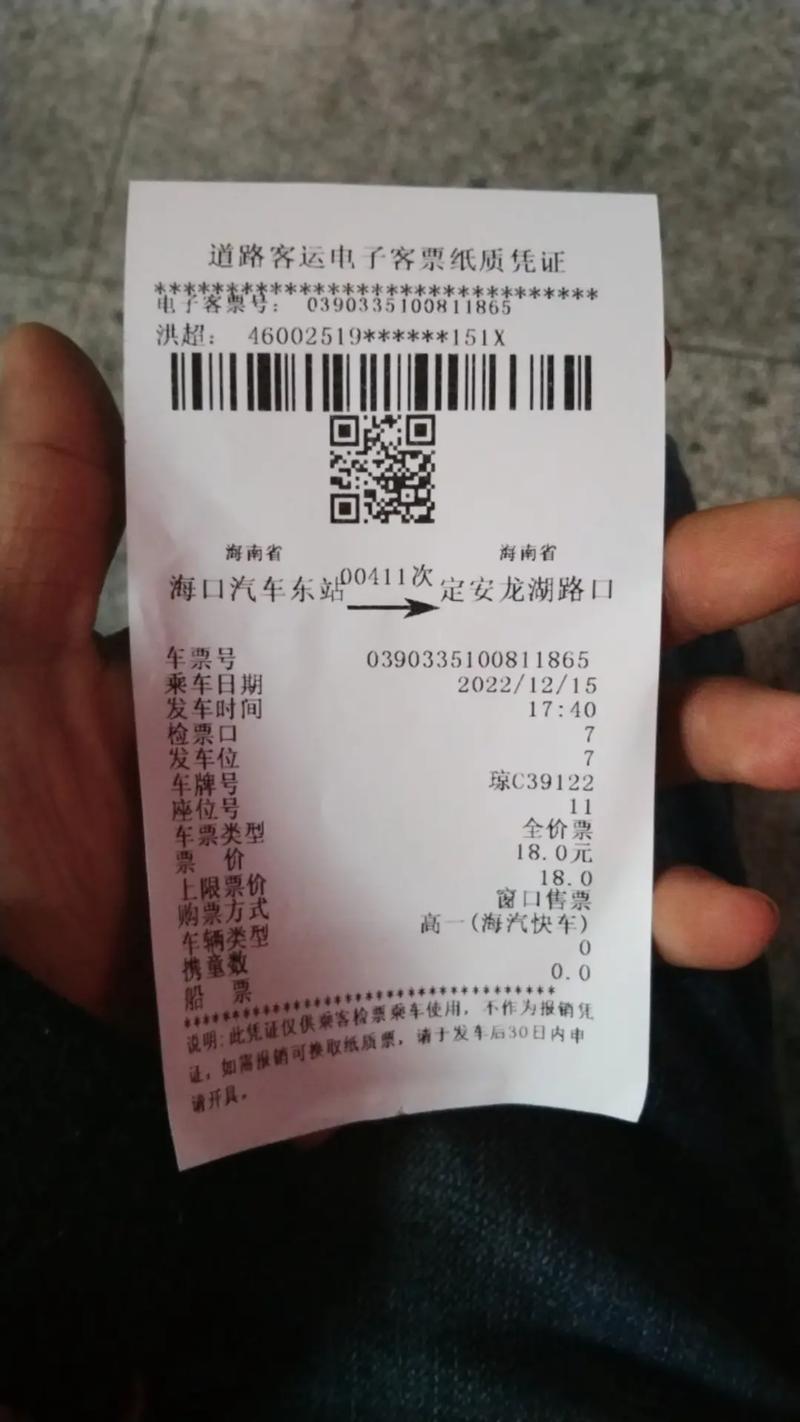 道路客运电子客票纸质凭证
*******************************
电子客票号： 0390335100811865
洪超： 46002519******151X
海南省 海南省
海口汽车东站 00411次 定安龙湖路口
车票号 0390335100811865
乘车日期 2022/12/15
发车时间 17:40
检票口 7
发车位 7
车牌号 琼C39122
座位号 11
车票类型 全价票
票 价 18.0元
上限票价 18.0
购票方式 窗口售票
车辆类型 高一(海汽快车)
携童数 0
船 票 0.0
*******************************
说明:此凭证仅供乘客检票乘车使用，不作为报销凭
证，如需报销可换取纸质票，请于发车后30日内申
请开具。